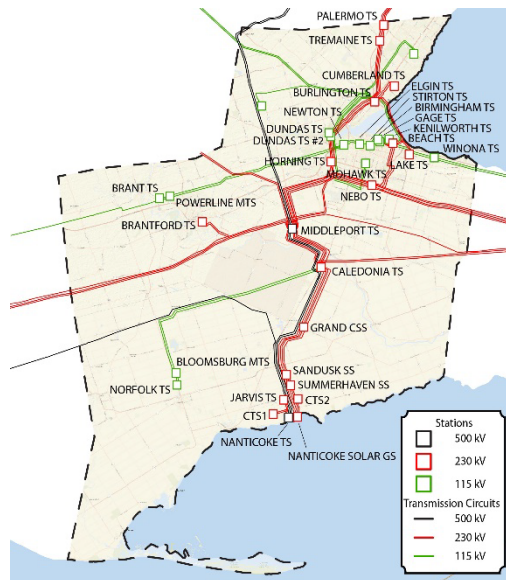 PALERMO TS
TREMAINE TS
CUMBERLAND TS
BURLINGTON TS
ELGIN TS
STIRTON TS
BIRMINGHAM TS
GAGE TS
KENILWORTH TS
BEACH TS
WINONA TS
NEWTON TS
DUNDAS TS
DUNDAS TS #2
HORNING TS
MOHAWK TS
LAKE TS
NEBO TS
BRANT TS
POWERLINE MTS
BRANTFORD TS
MIDDLEPORT TS
CALEDONIA TS
GRAND CSS
BLOOMSBURG MTS
NORFOLK TS
SANDUSK SS
SUMMERHAVEN SS
JARVIS TS
CTS2
CTS1
NANTICOKE TS
NANTICOKE SOLAR GS
Stations
500 kV
230 kV
115 kV
Transmission Circuits
500 kV
230 kV
115 kV